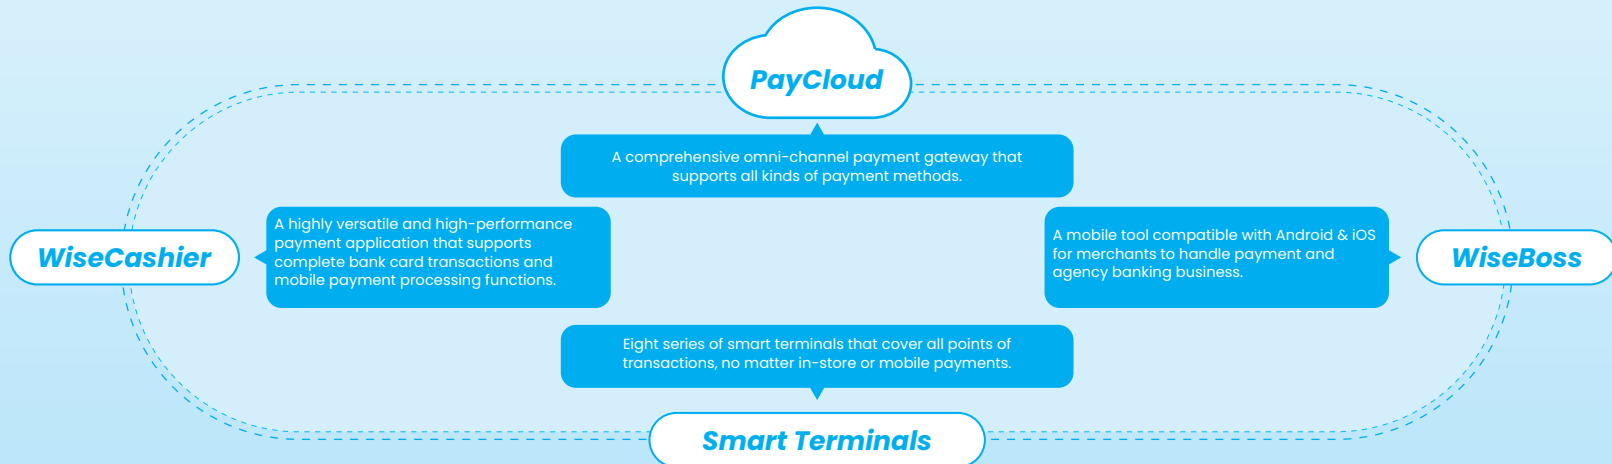 PayCloud
A comprehensive omni-channel payment gateway that
supports all kinds of payment methods.
WiseCashier
A highly versatile and high-performance
payment application that supports
complete bank card transactions and
mobile payment processing functions.
A mobile tool compatible with Android & iOS
for merchants to handle payment and
agency banking business.
WiseBoss
Eight series of smart terminals that cover all points of
transactions, no matter in-store or mobile payments.
Smart Terminals